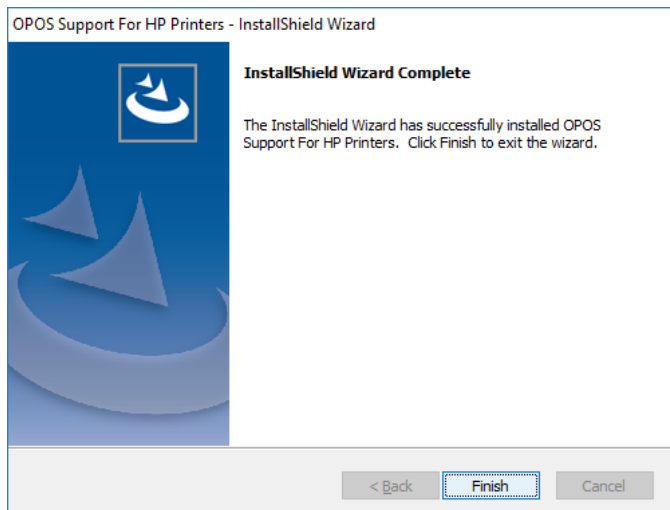 OPOS Support For HP Printers - InstallShield Wizard
InstallShield Wizard Complete
The InstallShield Wizard has successfully installed OPOS
Support For HP Printers.  Click Finish to exit the wizard.
< Back
Finish
Cancel